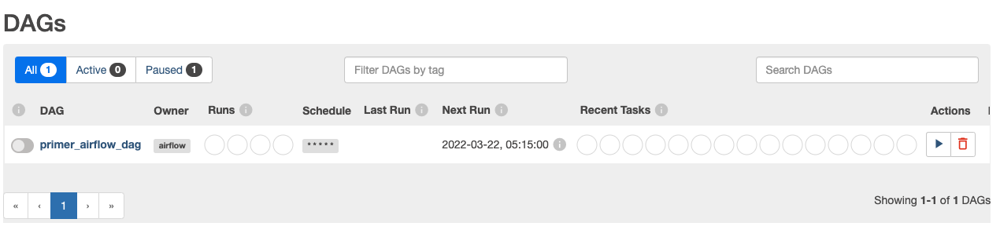 DAGs
All 1 Active 0 Paused 1 Filter DAGs by tag Search DAGs
DAG Owner Runs Schedule Last Run Next Run Recent Tasks Actions
primer_airflow_dag airflow * * * * * 2022-03-22, 05:15:00
« ‹ 1 › »
Showing 1-1 of 1 DAGs